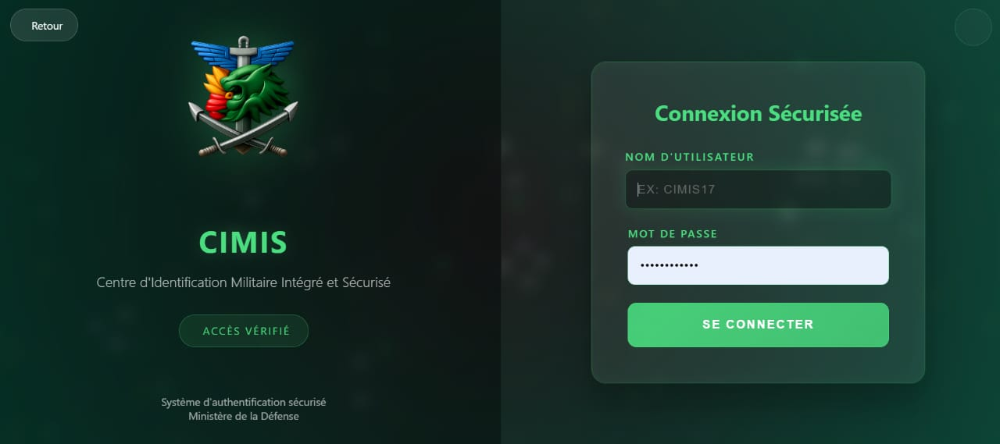 Retour
CIMIS
Centre d'Identification Militaire Intégré et Sécurisé
ACCÈS VÉRIFIÉ
Système d'authentification sécurisé
Ministère de la Défense
Connexion Sécurisée
NOM D'UTILISATEUR
EX: CIMIS17
MOT DE PASSE
••••••••••••
SE CONNECTER